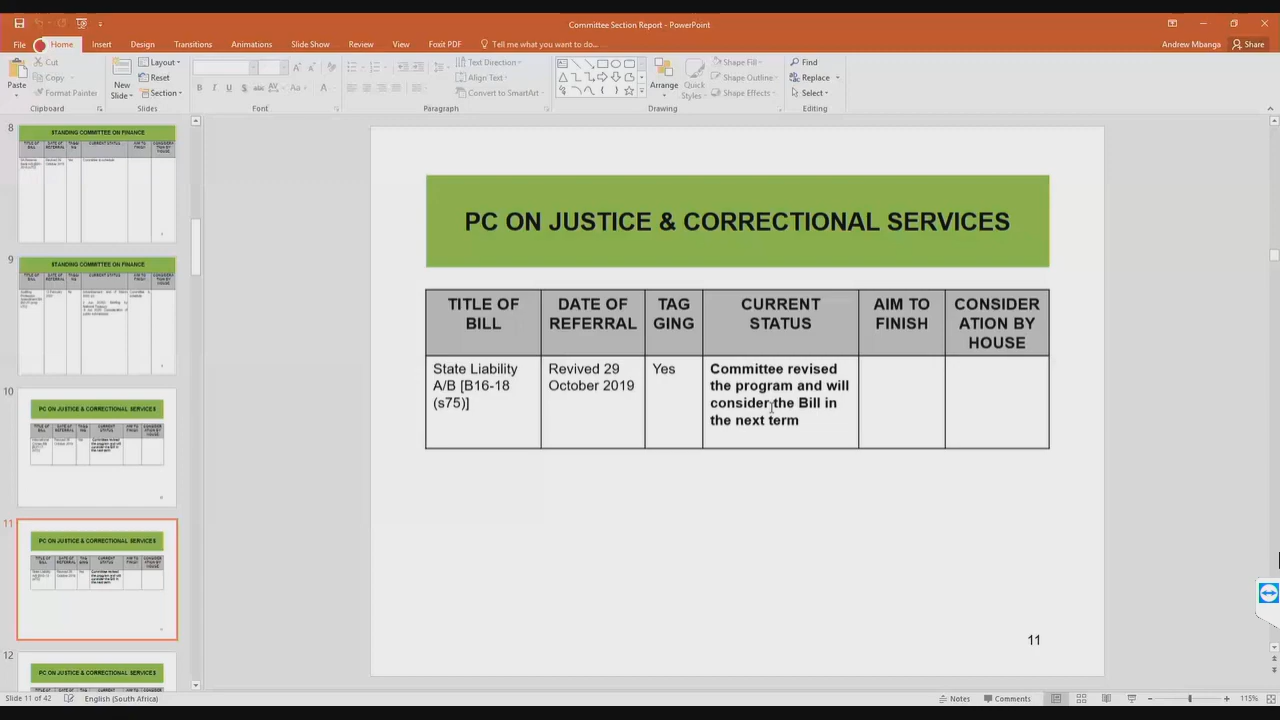 Committee Section Report - PowerPoint
File Home Insert Design Transitions Animations Slide Show Review View Foxit PDF Tell me what you want to do... Andrew Mbanga Share
Paste
Cut
Copy
Format Painter
Clipboard
New Slide
Layout
Reset
Section
Slides
Font
Paragraph
Text Direction
Align Text
Convert to SmartArt
Arrange
Quick Styles
Shape Fill
Shape Outline
Shape Effects
Drawing
Find
Replace
Select
Editing
8
STANDING COMMITTEE ON FINANCE
9
STANDING COMMITTEE ON FINANCE
10
PC ON JUSTICE & CORRECTIONAL SERVICES
11
PC ON JUSTICE & CORRECTIONAL SERVICES
12
PC ON JUSTICE & CORRECTIONAL SERVICES
PC ON JUSTICE & CORRECTIONAL SERVICES
TITLE OF
BILL
DATE OF
REFERRAL
TAG
GING
CURRENT
STATUS
AIM TO
FINISH
CONSIDER
ATION BY
HOUSE
State Liability
A/B [B16-18
(s75)]
Revived 29
October 2019
Yes
Committee revised
the program and will
consider the Bill in
the next term
11
Slide 11 of 42 English (South Africa) Notes Comments 115%